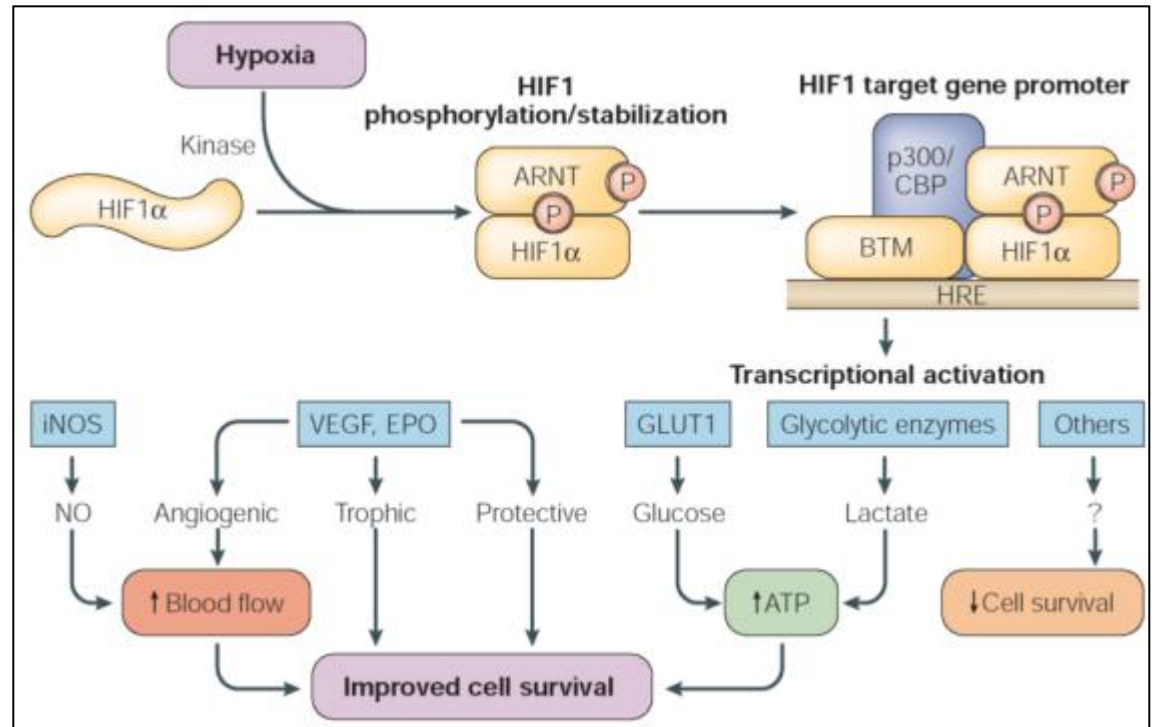 Hypoxia
HIF1
phosphorylation/stabilization
HIF1 target gene promoter
Kinase
HIF1α
ARNT
P
P
HIF1α
p300/
CBP
ARNT
P
P
BTM
HIF1α
HRE
Transcriptional activation
iNOS
VEGF, EPO
GLUT1
Glycolytic enzymes
Others
NO
Angiogenic
Trophic
Protective
Glucose
Lactate
?
↑Blood flow
↑ATP
↓Cell survival
Improved cell survival